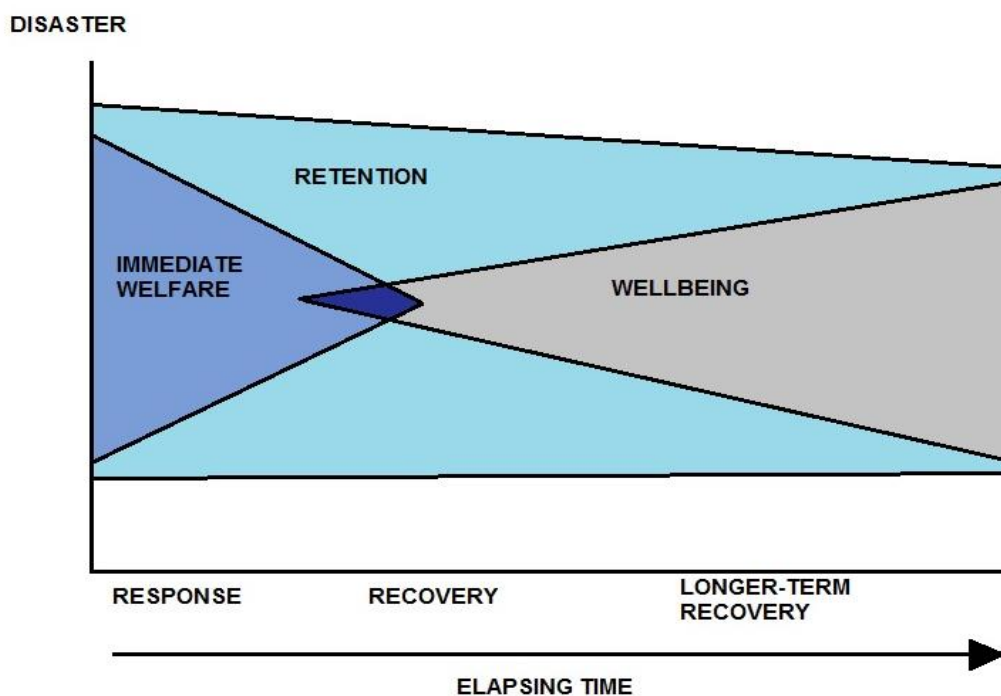 DISASTER
RETENTION
IMMEDIATE
WELFARE
WELLBEING
RESPONSE
RECOVERY
LONGER-TERM
RECOVERY
ELAPSING TIME